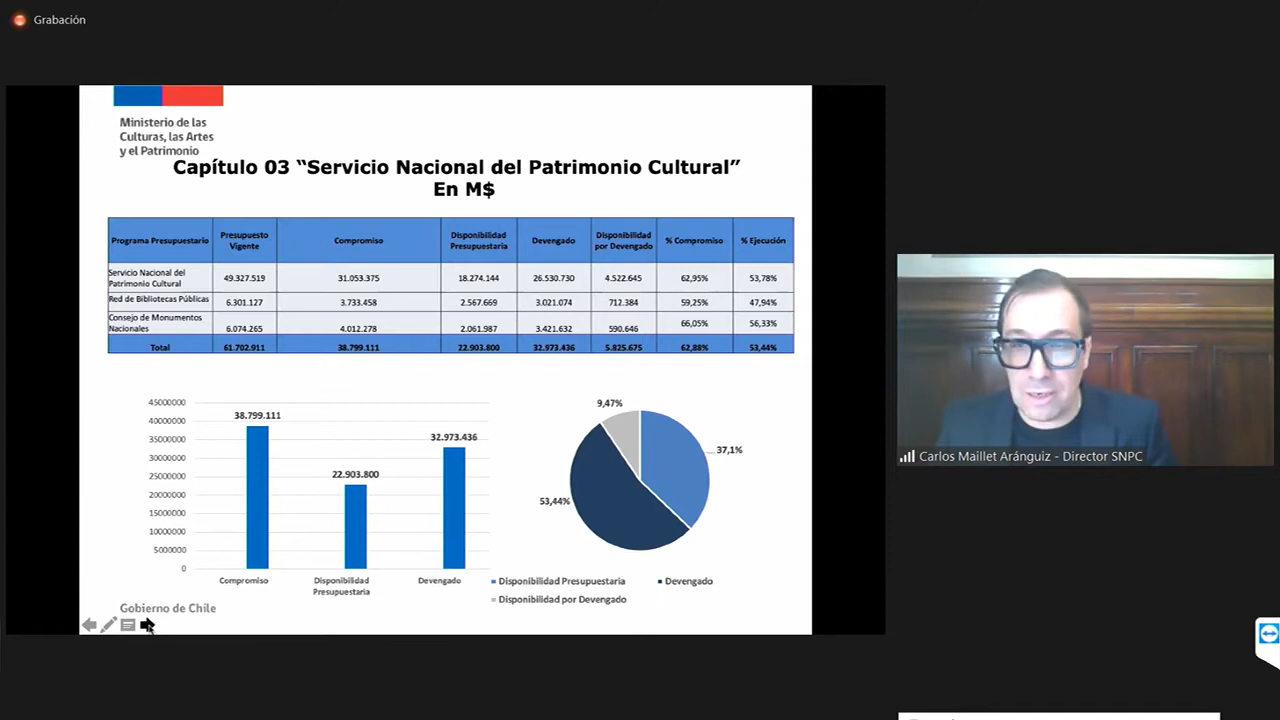 Grabación
Ministerio de las
Culturas, las Artes
y el Patrimonio
Capítulo 03 “Servicio Nacional del Patrimonio Cultural”
En M$
Programa Presupuestario | Presupuesto Vigente | Compromiso | Disponibilidad Presupuestaria | Devengado | Disponibilidad por Devengado | % Compromiso | % Ejecución
Servicio Nacional del Patrimonio Cultural | 49.327.519 | 31.053.375 | 18.274.144 | 26.530.730 | 4.522.645 | 62,95% | 53,78%
Red de Bibliotecas Públicas | 6.301.127 | 3.733.458 | 2.567.669 | 3.021.074 | 712.384 | 59,25% | 47,94%
Consejo de Monumentos Nacionales | 6.074.265 | 4.012.278 | 2.061.987 | 3.421.632 | 590.646 | 66,05% | 56,33%
Total | 61.702.911 | 38.799.111 | 22.903.800 | 32.973.436 | 5.825.675 | 62,88% | 53,44%
45000000
40000000
35000000
30000000
25000000
20000000
15000000
10000000
5000000
0
38.799.111
22.903.800
32.973.436
Compromiso
Disponibilidad
Presupuestaria
Devengado
9,47%
37,1%
53,44%
Disponibilidad Presupuestaria
Devengado
Disponibilidad por Devengado
Gobierno de Chile
Carlos Maillet Aránguiz - Director SNPC